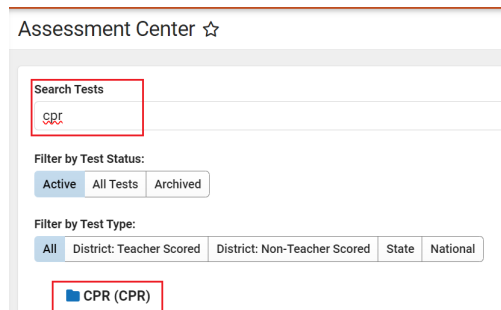 Assessment Center
Search Tests
cpr
Filter by Test Status:
Active All Tests Archived
Filter by Test Type:
All District: Teacher Scored District: Non-Teacher Scored State National
CPR (CPR)